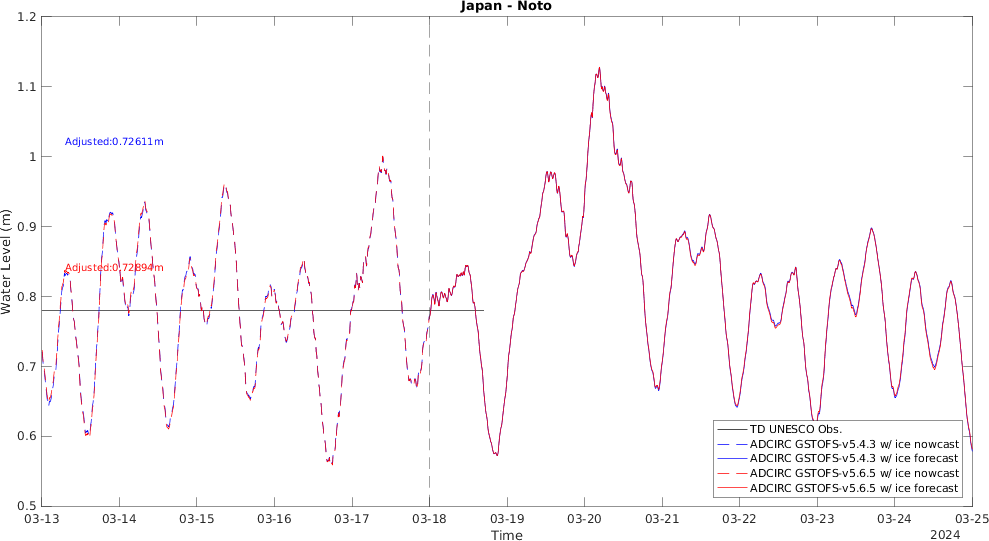 Japan - Noto
1.2
1.1
1
0.9
0.8
0.7
0.6
0.5
Water Level (m)
Adjusted:0.72611m
Adjusted:0.72894m
TD UNESCO Obs.
ADCIRC GSTOFS-v5.4.3 w/ ice nowcast
ADCIRC GSTOFS-v5.4.3 w/ ice forecast
ADCIRC GSTOFS-v5.6.5 w/ ice nowcast
ADCIRC GSTOFS-v5.6.5 w/ ice forecast
03-13 03-14 03-15 03-16 03-17 03-18 03-19 03-20 03-21 03-22 03-23 03-24 03-25
Time
2024